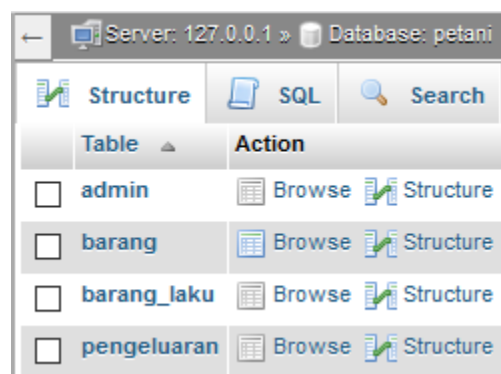 ← Server: 127.0.0.1 » Database: petani
Structure SQL Search
Table Action
admin Browse Structure
barang Browse Structure
barang_laku Browse Structure
pengeluaran Browse Structure